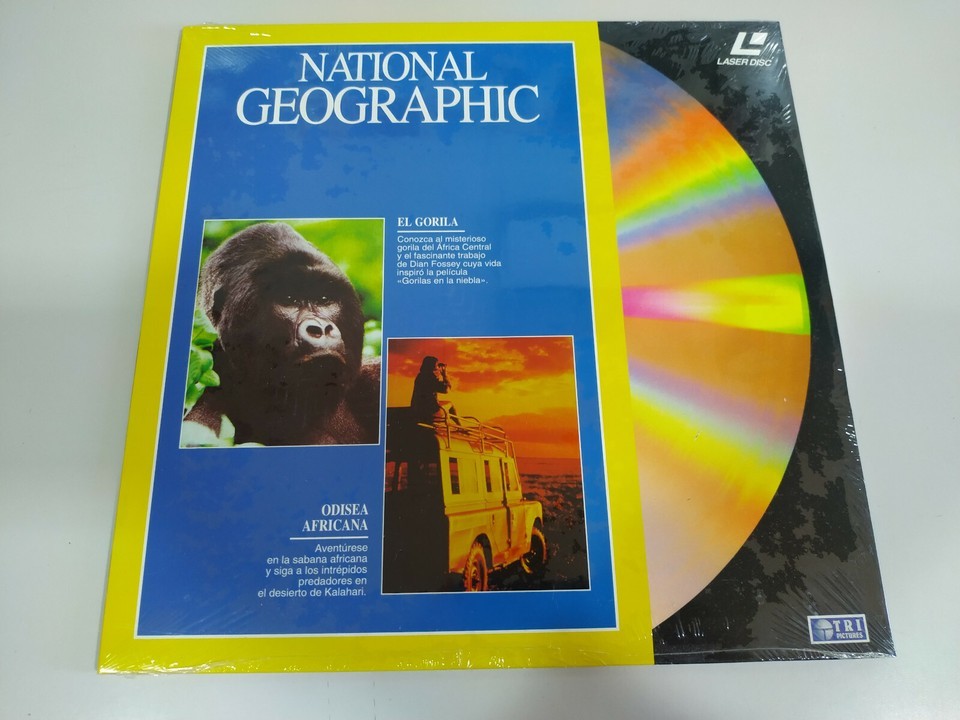 NATIONAL
GEOGRAPHIC
LASER DISC
EL GORILA
Conozca al misterioso
gorila del África Central
y el fascinante trabajo
de Dian Fossey cuya vida
inspiró la película
«Gorilas en la niebla».
ODISEA
AFRICANA
Aventúrese
en la sabana africana
y siga a los intrépidos
predadores en
el desierto de Kalahari.
TRI
PICTURES